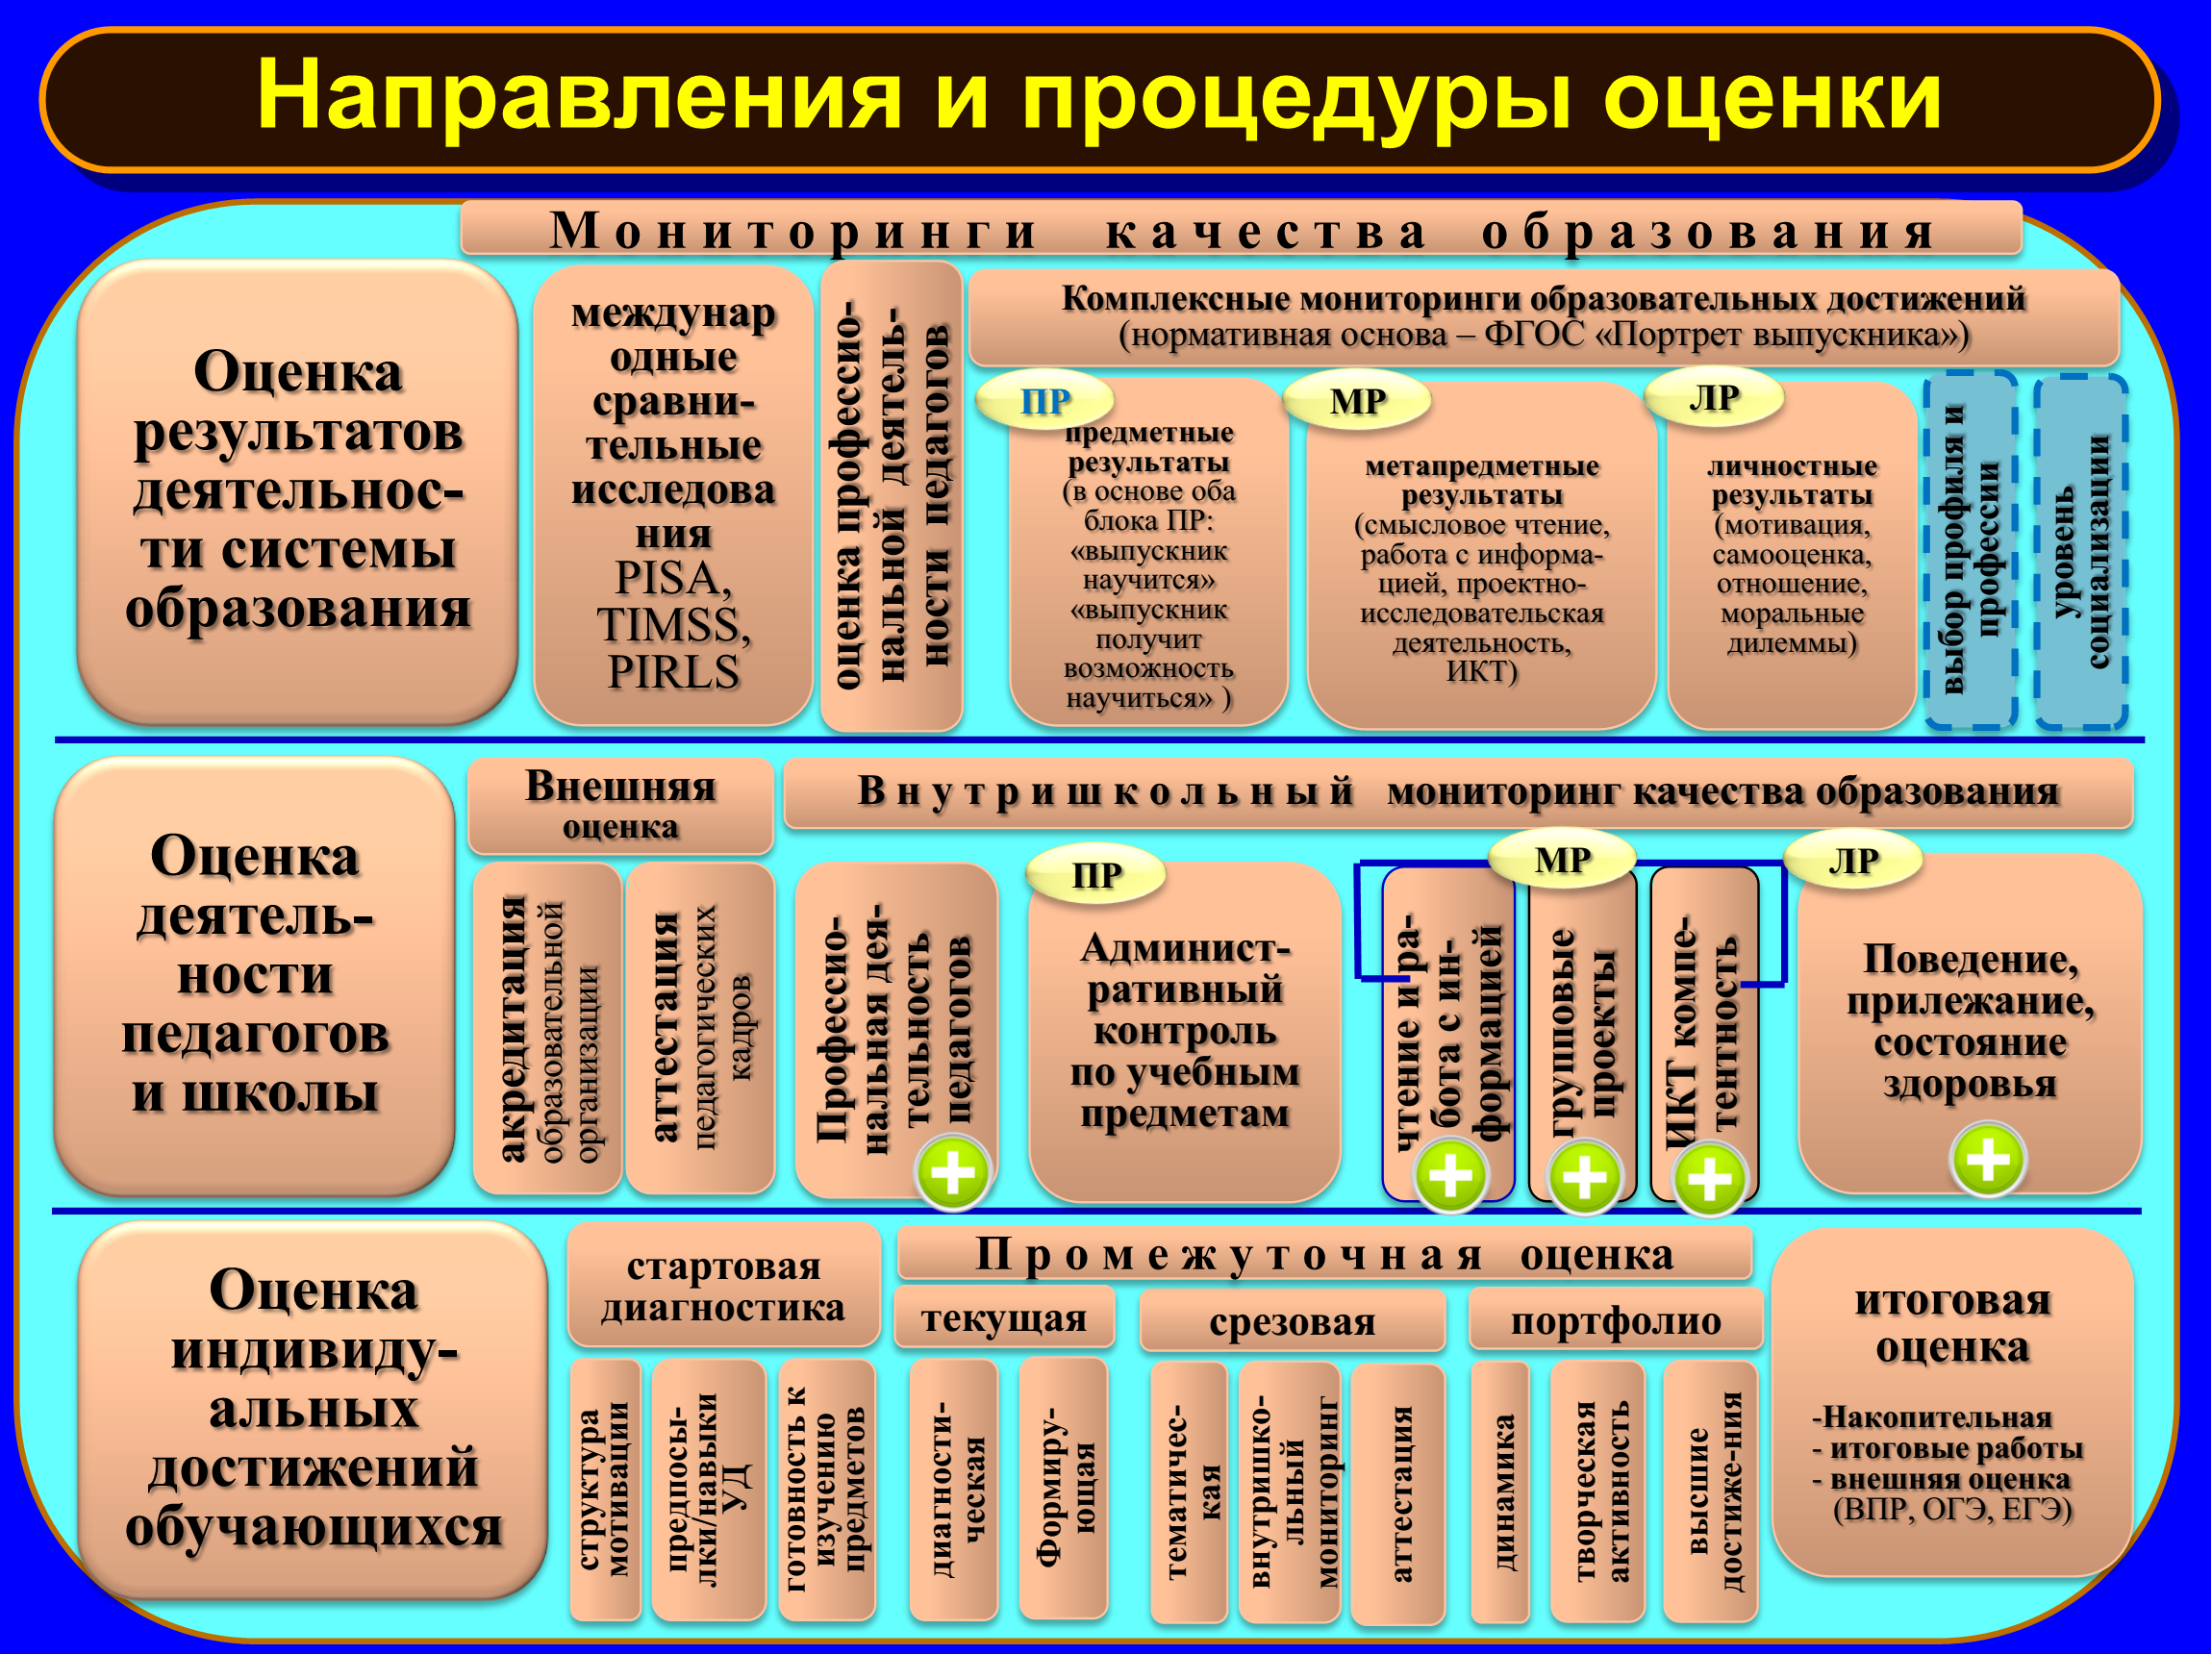 Направления и процедуры оценки
Мониторинги качества образования
Оценка
результатов
деятельнос-
ти системы
образования
междунар
одные
сравни-
тельные
исследова
ния
PISA,
TIMSS,
PIRLS
оценка профессио-
нальной деятель-
ности педагогов
Комплексные мониторинги образовательных достижений
(нормативная основа – ФГОС «Портрет выпускника»)
ПР
предметные
результаты
(в основе оба
блока ПР:
«выпускник
научится»
«выпускник
получит
возможность
научиться» )
МР
метапредметные
результаты
(смысловое чтение,
работа с информа-
цией, проектно-
исследовательская
деятельность,
ИКТ)
ЛР
личностные
результаты
(мотивация,
самооценка,
отношение,
моральные
дилеммы)
выбор профиля и
профессии
уровень
социализации
Оценка
деятель-
ности
педагогов
и школы
Внешняя
оценка
акредитация
образовательной
организации
аттестация
педагогических
кадров
Внутришкольный мониторинг качества образования
Профессио-
нальная дея-
тельность
педагогов
ПР
Админист-
ративный
контроль
по учебным
предметам
МР
чтение и ра-
бота с ин-
формацией
групповые
проекты
ИКТ компе-
тентность
ЛР
Поведение,
прилежание,
состояние
здоровья
Оценка
индивиду-
альных
достижений
обучающихся
стартовая
диагностика
структура
мотивации
предпосы-
лки/навыки
УД
готовность к
изучению
предметов
Промежуточная оценка
текущая
диагности-
ческая
Формиру-
ющая
срезовая
тематичес-
кая
внутришко-
льный
мониторинг
аттестация
портфолио
динамика
творческая
активность
высшие
достиже-ния
итоговая
оценка
-Накопительная
- итоговые работы
- внешняя оценка
(ВПР, ОГЭ, ЕГЭ)